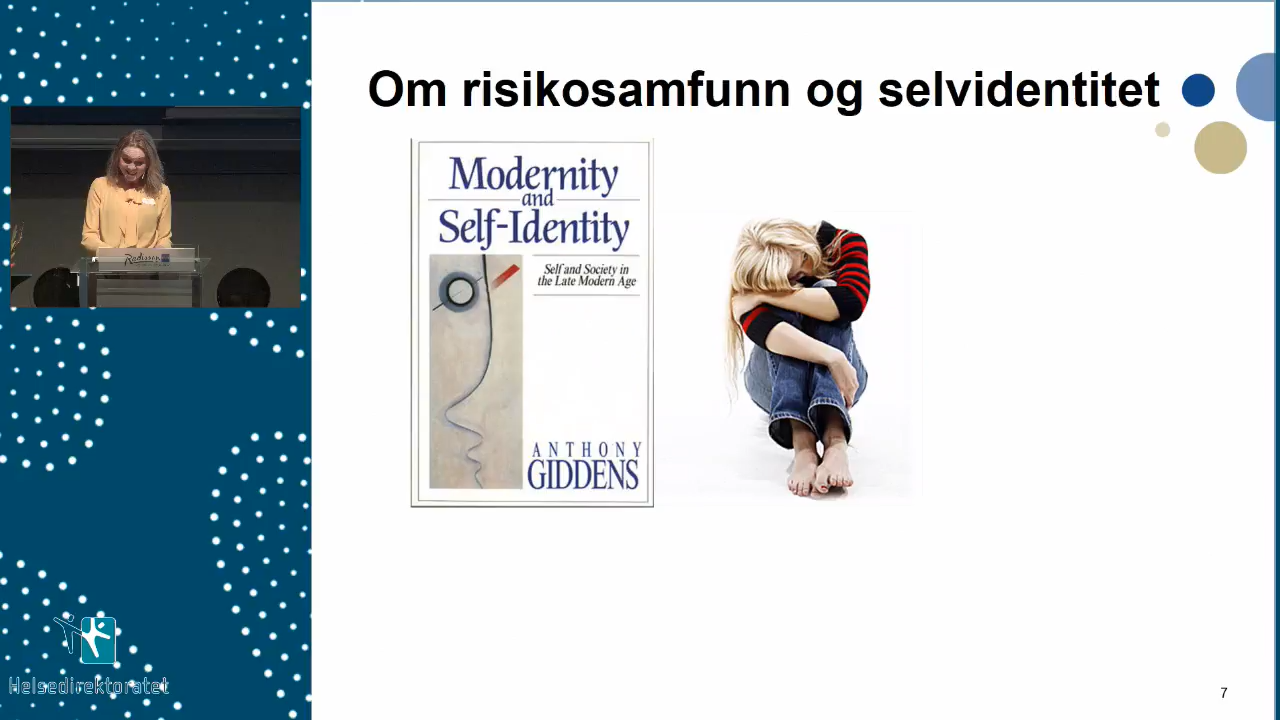 Om risikosamfunn og selvidentitet
Modernity
and
Self-Identity
Self and Society in
the Late Modern Age
ANTHONY
GIDDENS
Radisson
Helsedirektoratet
7